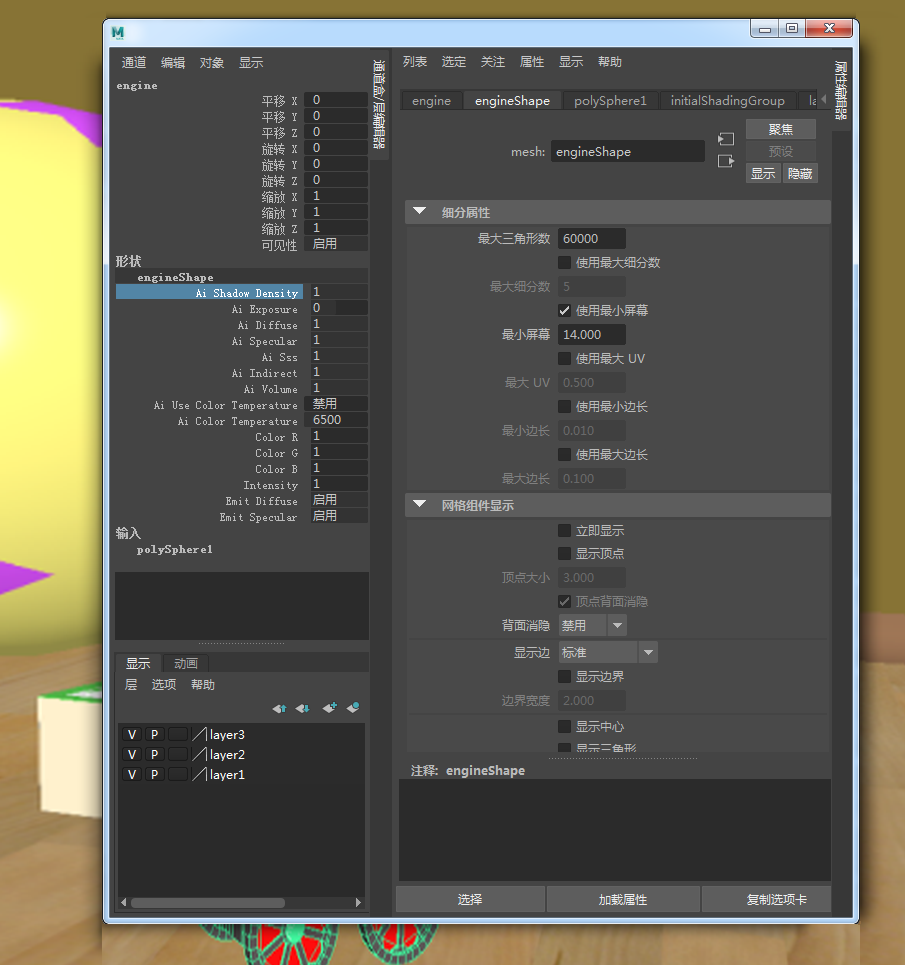 M
通道 编辑 对象 显示
engine
平移 X 0
平移 Y 0
平移 Z 0
旋转 X 0
旋转 Y 0
旋转 Z 0
缩放 X 1
缩放 Y 1
缩放 Z 1
可见性 启用
形状
engineShape
Ai Shadow Density 1
Ai Exposure 0
Ai Diffuse 1
Ai Specular 1
Ai Sss 1
Ai Indirect 1
Ai Volume 1
Ai Use Color Temperature 禁用
Ai Color Temperature 6500
Color R 1
Color G 1
Color B 1
Intensity 1
Emit Diffuse 启用
Emit Specular 启用
输入
polySphere1
通道盒/层编辑器
显示 动画
层 选项 帮助
V P layer3
V P layer2
V P layer1
列表 选定 关注 属性 显示 帮助
engine engineShape polySphere1 initialShadingGroup
属性编辑器
mesh: engineShape
聚焦
预设
显示 隐藏
细分属性
最大三角形数 60000
使用最大细分数
最大细分数 5
使用最小屏幕
最小屏幕 14.000
使用最大 UV
最大 UV 0.500
使用最小边长
最小边长 0.010
使用最大边长
最大边长 0.100
网格组件显示
立即显示
显示顶点
顶点大小 3.000
顶点背面消隐
背面消隐 禁用
显示边 标准
显示边界
边界宽度 2.000
显示中心
显示三角形
注释: engineShape
选择 加载属性 复制选项卡